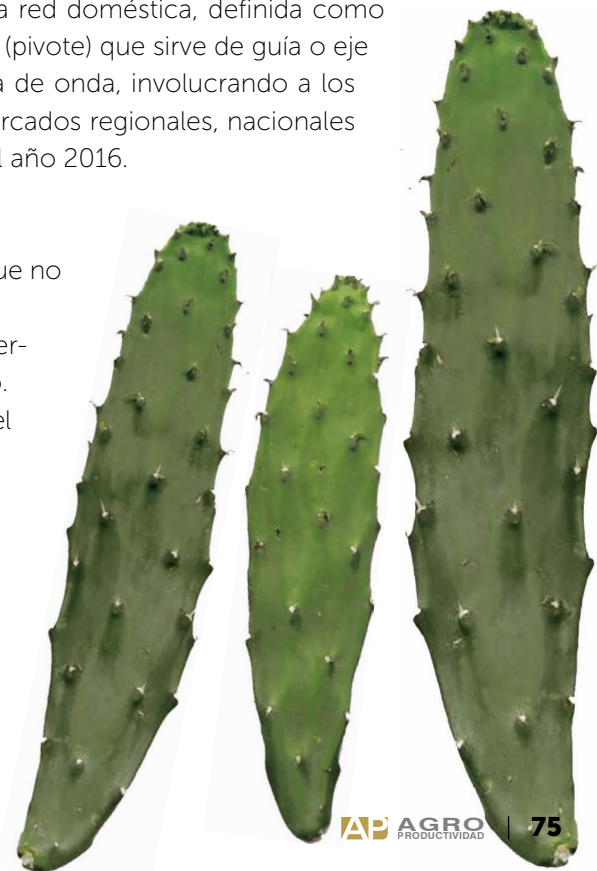 a red doméstica, definida como
(pivote) que sirve de guía o eje
a de onda, involucrando a los
rcados regionales, nacionales
l año 2016.
ue no
er-
o.
el
AP AGRO
PRODUCTIVIDAD | 75